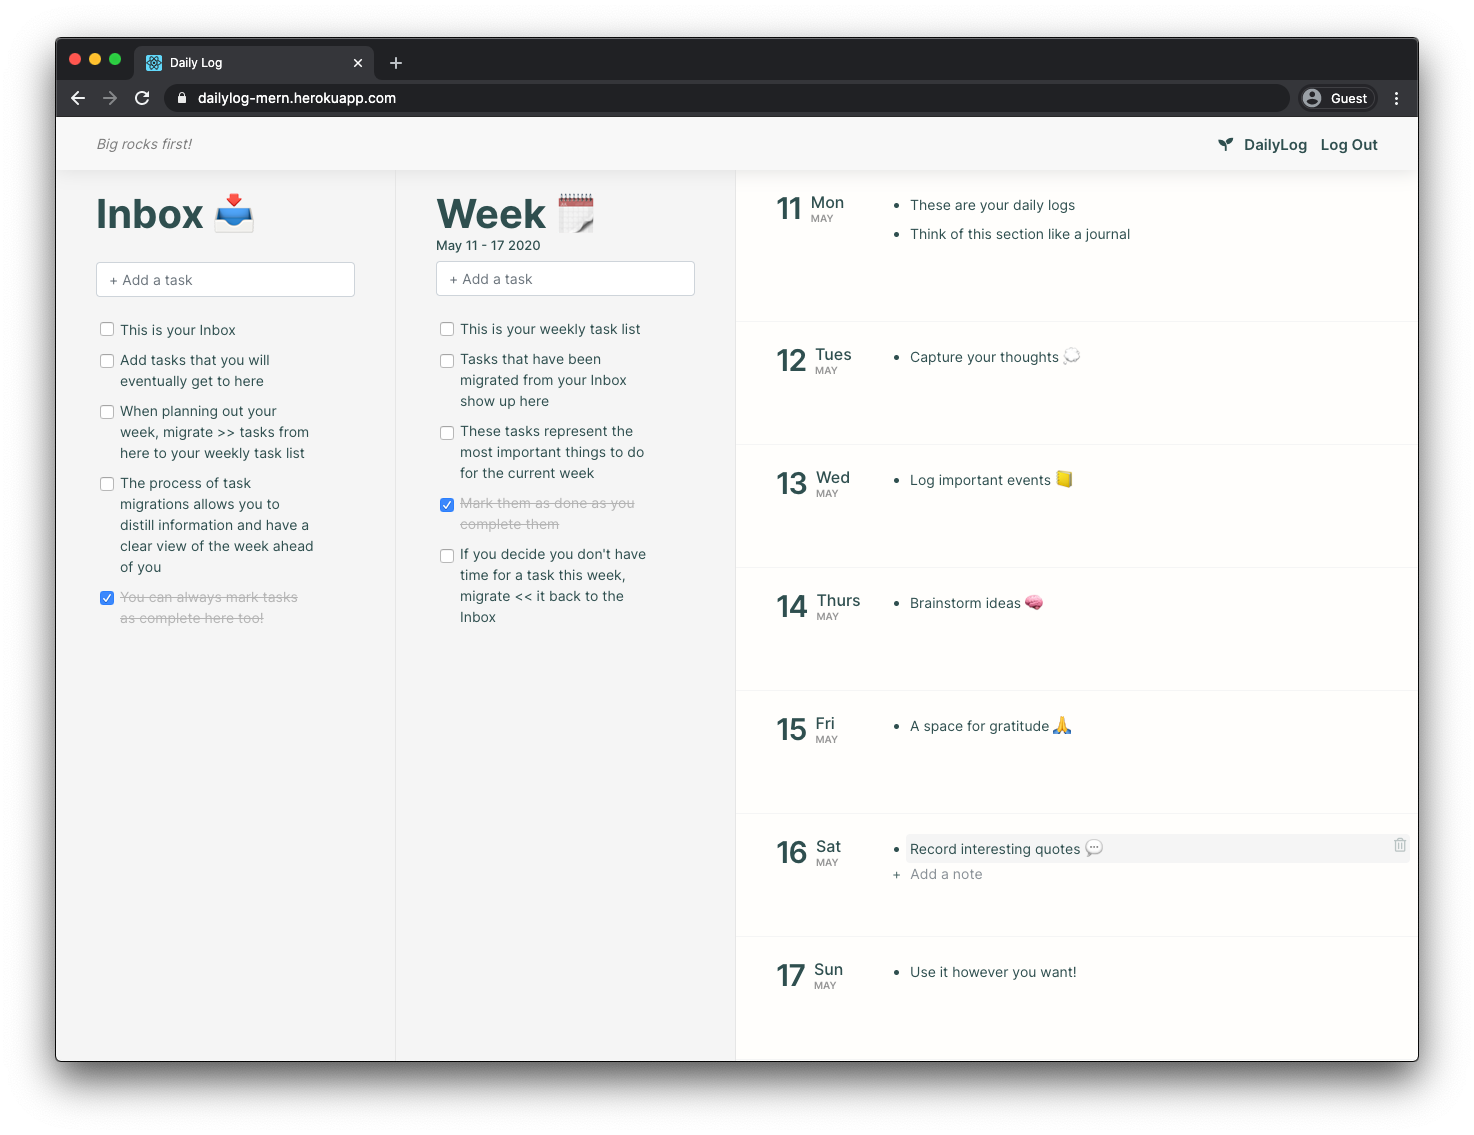 Daily Log
dailylog-mern.herokuapp.com
Guest
Big rocks first!
DailyLog Log Out
Inbox
+ Add a task
This is your Inbox
Add tasks that you will
eventually get to here
When planning out your
week, migrate >> tasks from
here to your weekly task list
The process of task
migrations allows you to
distill information and have a
clear view of the week ahead
of you
You can always mark tasks
as complete here too!
Week
May 11 - 17 2020
+ Add a task
This is your weekly task list
Tasks that have been
migrated from your Inbox
show up here
These tasks represent the
most important things to do
for the current week
Mark them as done as you
complete them
If you decide you don't have
time for a task this week,
migrate << it back to the
Inbox
11 Mon
MAY
• These are your daily logs
• Think of this section like a journal
12 Tues
MAY
• Capture your thoughts 💭
13 Wed
MAY
• Log important events 📒
14 Thurs
MAY
• Brainstorm ideas 🧠
15 Fri
MAY
• A space for gratitude 🙏
16 Sat
MAY
• Record interesting quotes 💬
+ Add a note
17 Sun
MAY
• Use it however you want!